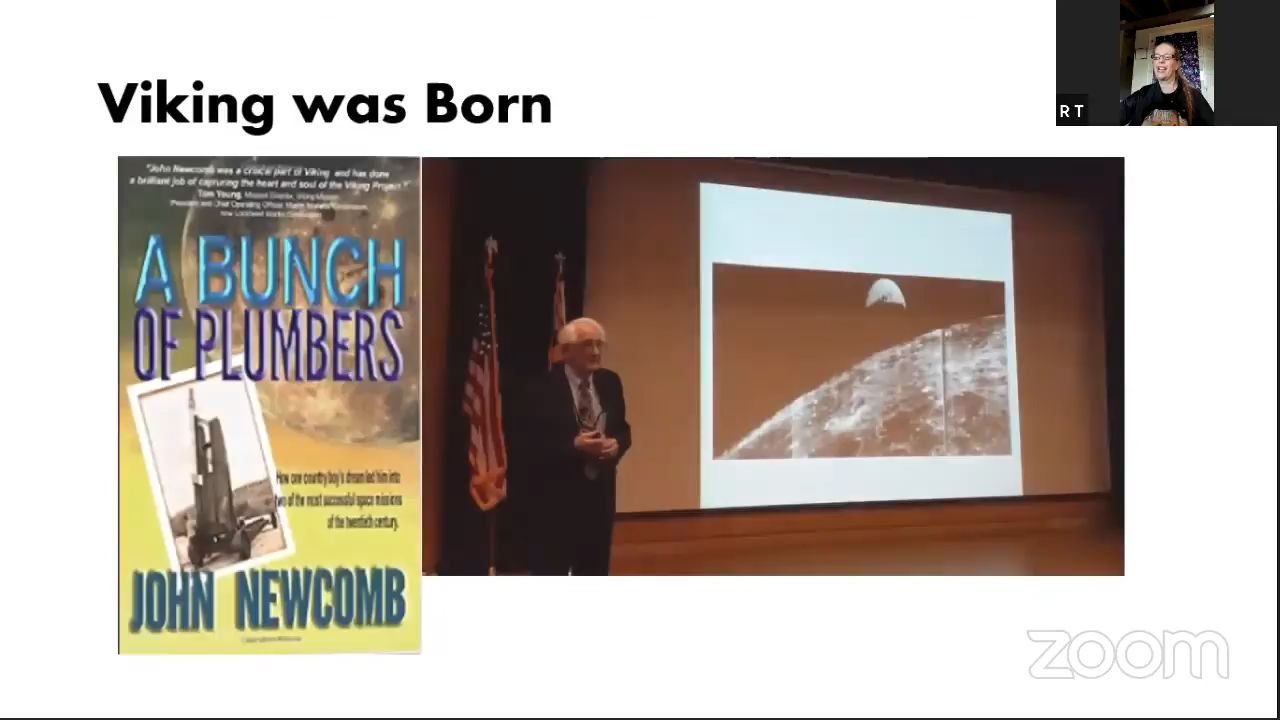 Viking was Born
R T
"John Newcomb was a crucial part of Viking and has done
a brilliant job of capturing the heart and soul of the Viking Project!"
Tom Young, Mission Director, Viking Mission
President and Chief Operating Officer Martin Marietta Corporation,
now Lockheed Martin Corporation
A BUNCH
OF PLUMBERS
How one country boy's dream led him into
two of the most successful space missions
of the twentieth century.
JOHN NEWCOMB
zoom